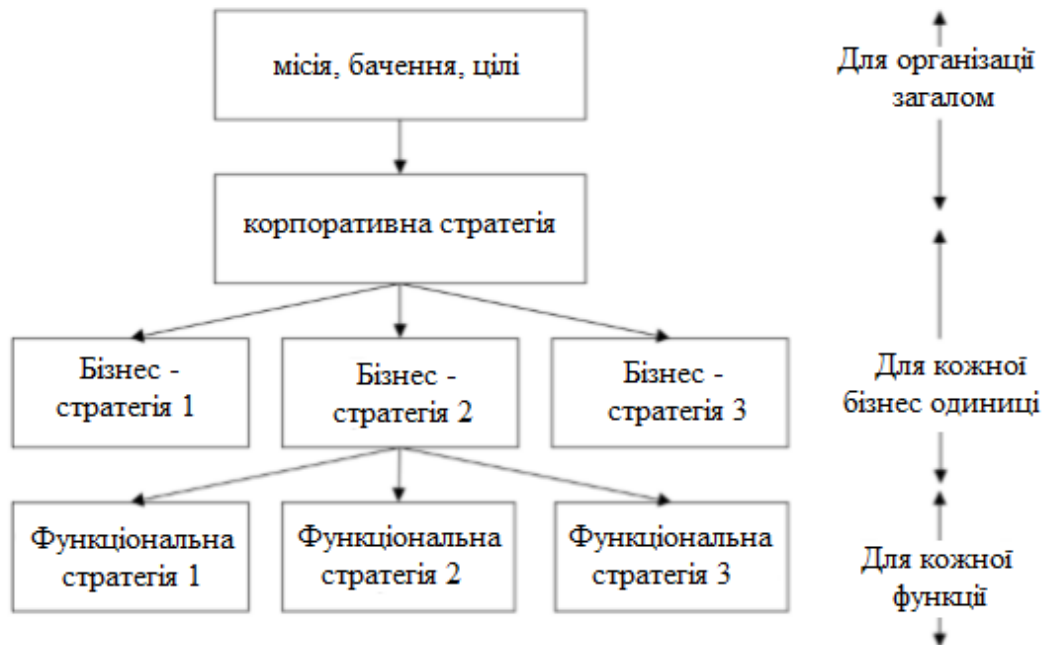 місія, бачення, цілі
Для організації
загалом
корпоративна стратегія
Бізнес -
стратегія 1
Бізнес -
стратегія 2
Бізнес -
стратегія 3
Для кожної
бізнес одиниці
Функціональна
стратегія 1
Функціональна
стратегія 2
Функціональна
стратегія 3
Для кожної
функції